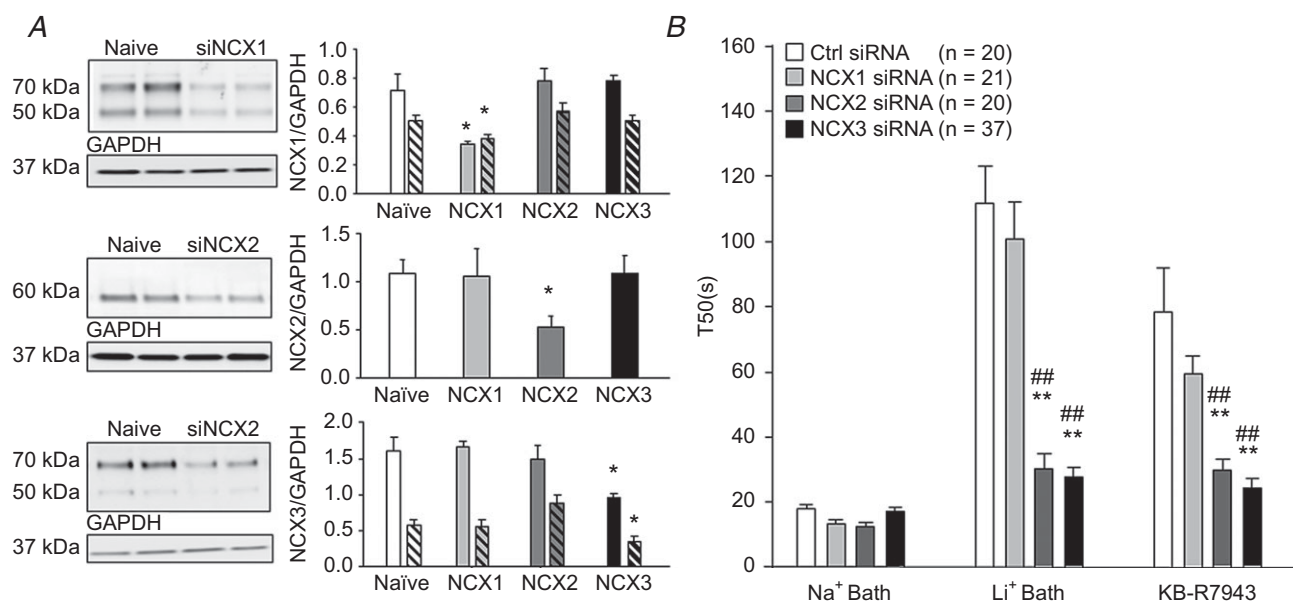 A
Naive siNCX1
70 kDa
50 kDa
GAPDH
37 kDa
NCX1/GAPDH
1.0
0.8
0.6
0.4
0.2
0.0
* *
Naïve NCX1 NCX2 NCX3
Naive siNCX2
60 kDa
GAPDH
37 kDa
NCX2/GAPDH
1.5
1.0
0.5
0.0
*
Naïve NCX1 NCX2 NCX3
Naive siNCX2
70 kDa
50 kDa
GAPDH
37 kDa
NCX3/GAPDH
2.0
1.5
1.0
0.5
0.0
* *
Naïve NCX1 NCX2 NCX3
B
T50(s)
160
140
120
100
80
60
40
20
0
Ctrl siRNA (n = 20)
NCX1 siRNA (n = 21)
NCX2 siRNA (n = 20)
NCX3 siRNA (n = 37)
##
**
##
**
##
**
##
**
Na⁺ Bath Li⁺ Bath KB-R7943